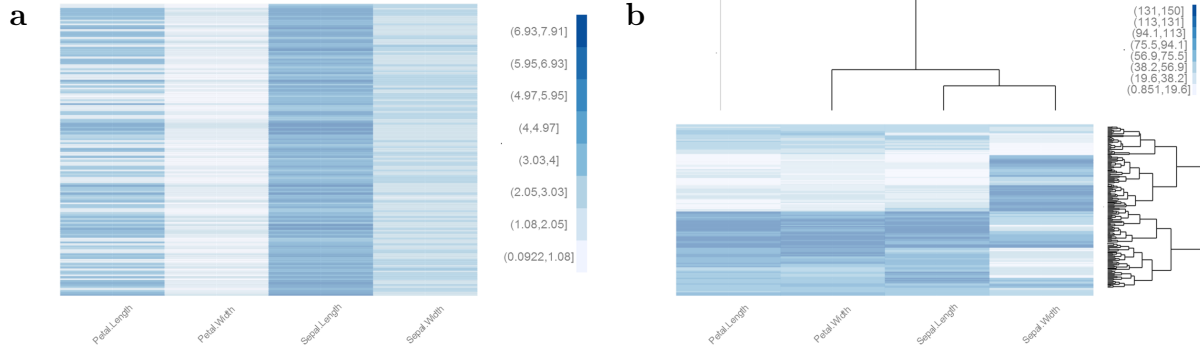 a
(6.93,7.91]
(5.95,6.93]
(4.97,5.95]
(4,4.97]
(3.03,4]
(2.05,3.03]
(1.08,2.05]
(0.0922,1.08]
Petal.Length
Petal.Width
Sepal.Length
Sepal.Width
b
(131,150]
(113,131]
(94.1,113]
(75.5,94.1]
(56.9,75.5]
(38.2,56.9]
(19.6,38.2]
(0.851,19.6]
Petal.Length
Petal.Width
Sepal.Length
Sepal.Width